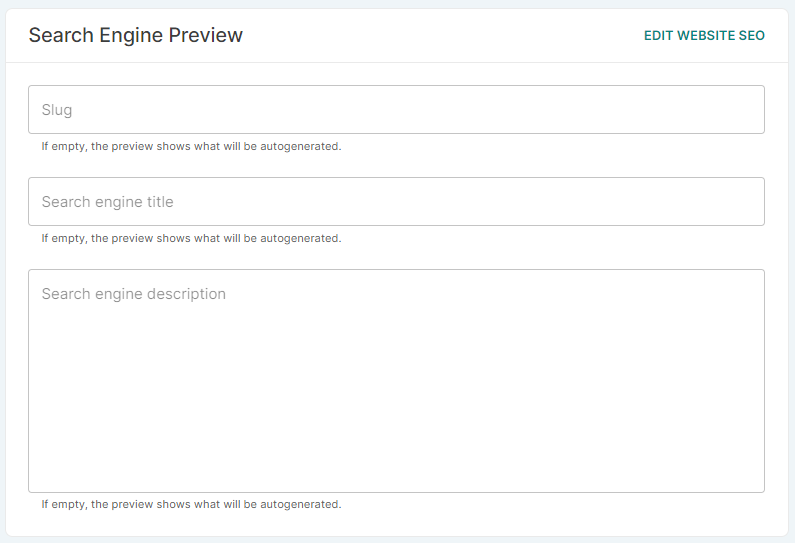 Search Engine Preview
EDIT WEBSITE SEO
Slug
If empty, the preview shows what will be autogenerated.
Search engine title
If empty, the preview shows what will be autogenerated.
Search engine description
If empty, the preview shows what will be autogenerated.